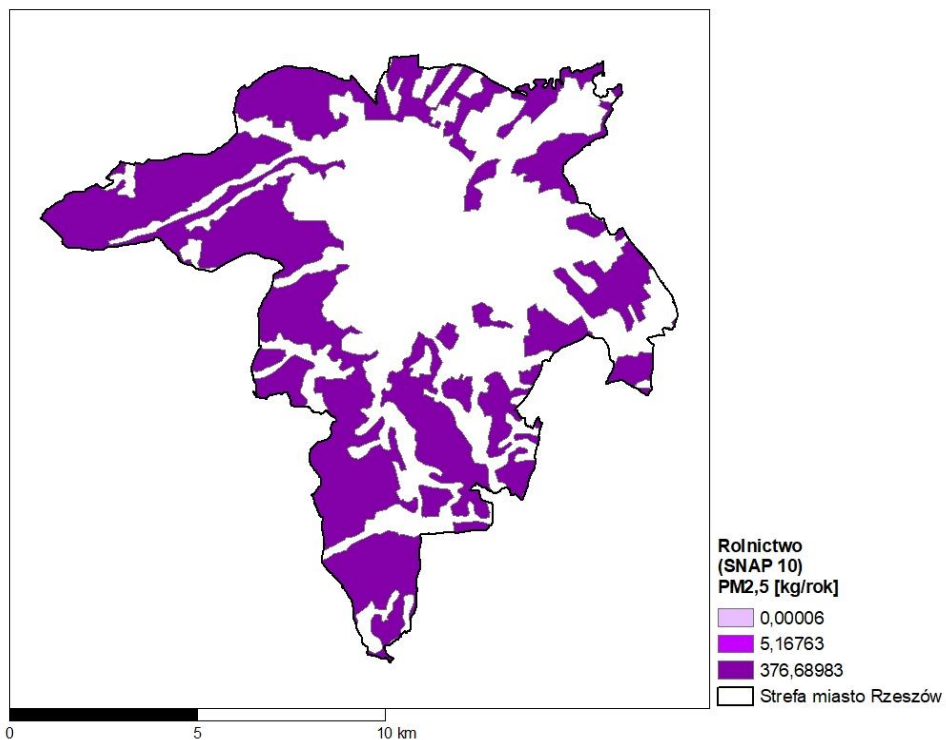 Rolnictwo
(SNAP 10)
PM2,5 [kg/rok]
0,00006
5,16763
376,68983
Strefa miasto Rzeszów
0 5 10 km